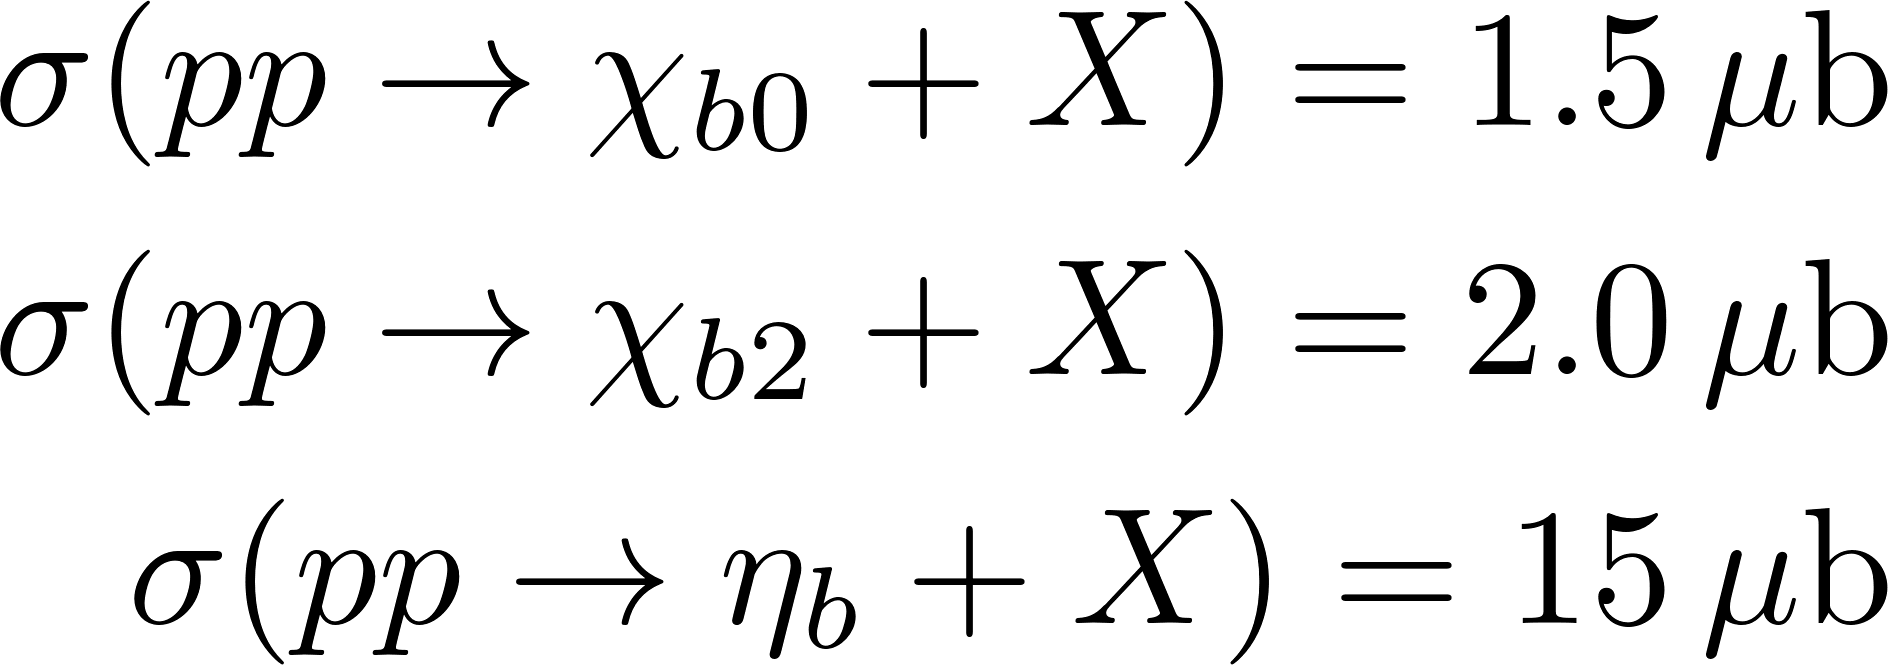 σ(pp → χ_{b0} + X) = 1.5 μb
σ(pp → χ_{b2} + X) = 2.0 μb
σ(pp → η_b + X) = 15 μb